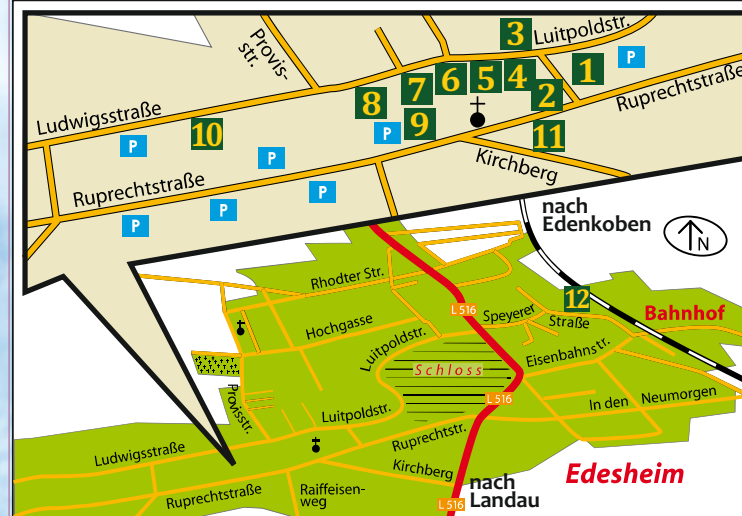 3
Luitpoldstr.
Provis-
str.
P
1
6
5
4
7
2
Ruprechtstraße
8
Ludwigsstraße
9
P
10
11
P
P
Kirchberg
Ruprechtstraße
P
P
P
nach
Edenkoben
N
Rhodter Str.
12
L 516
Speyerer
Straße
Bahnhof
Hochgasse
Luitpoldstr.
Eisenbahnstr.
Schloss
Provisstr.
L 516
In den Neumorgen
Luitpoldstr.
Ruprechtstr.
Ludwigsstraße
Kirchberg
Edesheim
nach
Landau
Ruprechtstraße
Raiffeisen-
weg
L 516